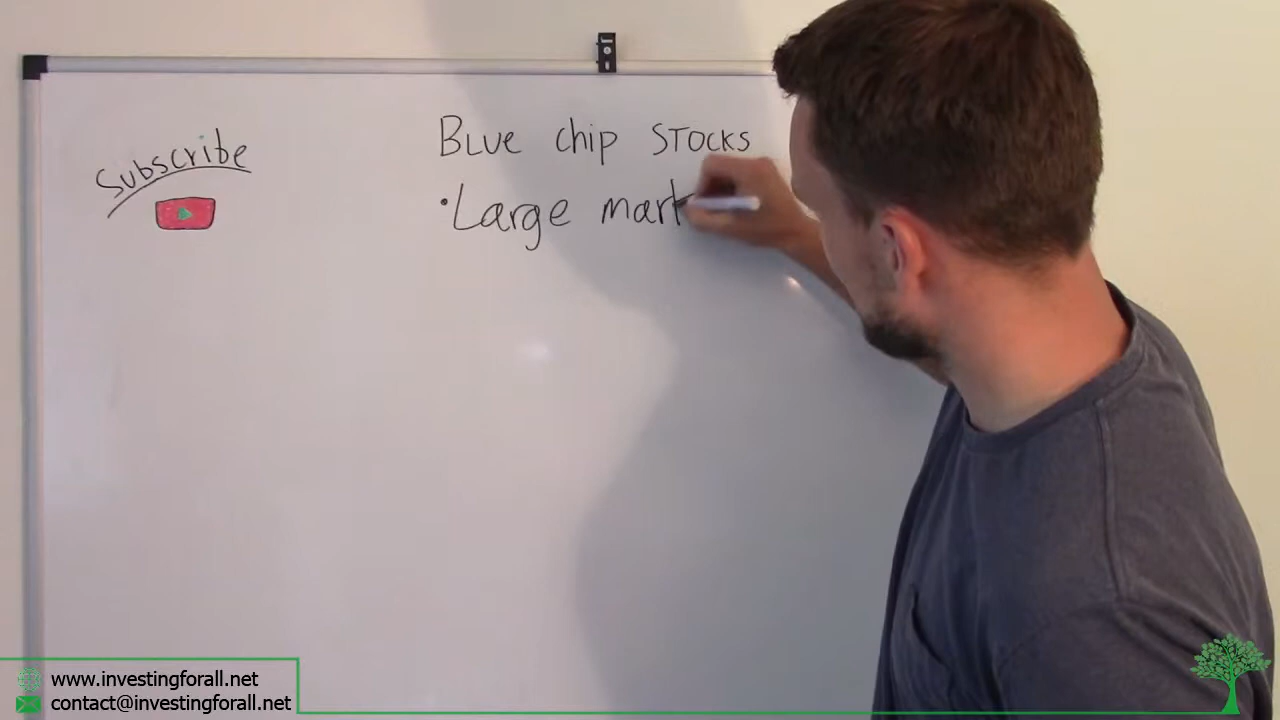 Subscribe
Blue chip STOCKS
•Large mark
www.investingforall.net
contact@investingforall.net